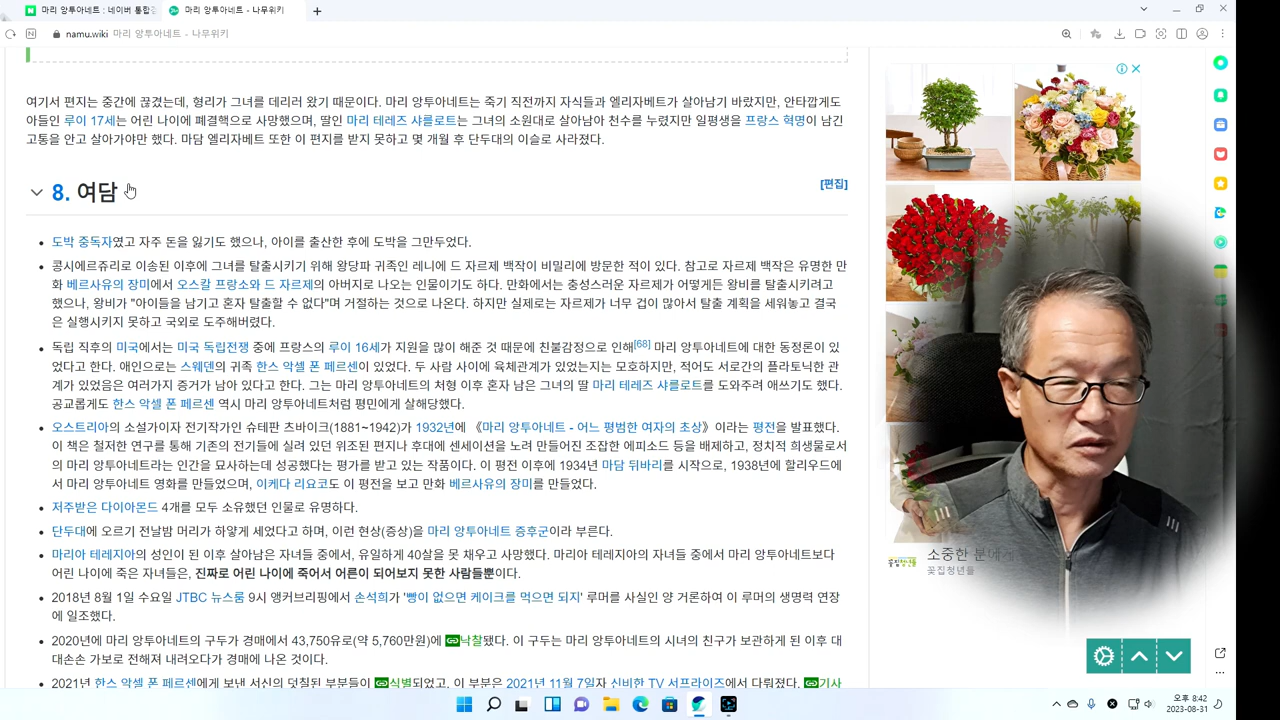 마리 앙투아네트 : 네이버 통합검
마리 앙투아네트 - 나무위키
namu.wiki 마리 앙투아네트 - 나무위키
여기서 편지는 중간에 끊겼는데, 형리가 그녀를 데리러 왔기 때문이다. 마리 앙투아네트는 죽기 직전까지 자식들과 엘리자베트가 살아남기 바랐지만, 안타깝게도
아들인 루이 17세는 어린 나이에 폐결핵으로 사망했으며, 딸인 마리 테레즈 샤를로트는 그녀의 소원대로 살아남아 천수를 누렸지만 일평생을 프랑스 혁명이 남긴
고통을 안고 살아가야만 했다. 마담 엘리자베트 또한 이 편지를 받지 못하고 몇 개월 후 단두대의 이슬로 사라졌다.
8. 여담
[편집]
도박 중독자였고 자주 돈을 잃기도 했으나, 아이를 출산한 후에 도박을 그만두었다.
콩시에르쥬리로 이송된 이후에 그녀를 탈출시키기 위해 왕당파 귀족인 레니에 드 자르제 백작이 비밀리에 방문한 적이 있다. 참고로 자르제 백작은 유명한 만
화 베르사유의 장미에서 오스칼 프랑소와 드 자르제의 아버지로 나오는 인물이기도 하다. 만화에서는 충성스러운 자르제가 어떻게든 왕비를 탈출시키려고
했으나, 왕비가 "아이들을 남기고 혼자 탈출할 수 없다"며 거절하는 것으로 나온다. 하지만 실제로는 자르제가 너무 겁이 많아서 탈출 계획을 세워놓고 결국
은 실행시키지 못하고 국외로 도주해버렸다.
독립 직후의 미국에서는 미국 독립전쟁 중에 프랑스의 루이 16세가 지원을 많이 해준 것 때문에 친불감정으로 인해[68] 마리 앙투아네트에 대한 동정론이 있
었다고 한다. 애인으로는 스웨덴의 귀족 한스 악셀 폰 페르센이 있었다. 두 사람 사이에 육체관계가 있었는지는 모호하지만, 적어도 서로간의 플라토닉한 관
계가 있었음은 여러가지 증거가 남아 있다고 한다. 그는 마리 앙투아네트의 처형 이후 혼자 남은 그녀의 딸 마리 테레즈 샤를로트를 도와주려 애쓰기도 했다.
공교롭게도 한스 악셀 폰 페르센 역시 마리 앙투아네트처럼 평민에게 살해당했다.
오스트리아의 소설가이자 전기작가인 슈테판 츠바이크(1881~1942)가 1932년에 《마리 앙투아네트 - 어느 평범한 여자의 초상》이라는 평전을 발표했다.
이 책은 철저한 연구를 통해 기존의 전기들에 실려 있던 위조된 편지나 후대에 센세이션을 노려 만들어진 조잡한 에피소드 등을 배제하고, 정치적 희생물로서
의 마리 앙투아네트라는 인간을 묘사하는데 성공했다는 평가를 받고 있는 작품이다. 이 평전 이후에 1934년 마담 뒤바리를 시작으로, 1938년에 할리우드에
서 마리 앙투아네트 영화를 만들었으며, 이케다 리요코도 이 평전을 보고 만화 베르사유의 장미를 만들었다.
저주받은 다이아몬드 4개를 모두 소유했던 인물로 유명하다.
단두대에 오르기 전날밤 머리가 하얗게 세었다고 하며, 이런 현상(증상)을 마리 앙투아네트 증후군이라 부른다.
마리아 테레지아의 성인이 된 이후 살아남은 자녀들 중에서, 유일하게 40살을 못 채우고 사망했다. 마리아 테레지아의 자녀들 중에서 마리 앙투아네트보다
어린 나이에 죽은 자녀들은, 진짜로 어린 나이에 죽어서 어른이 되어보지 못한 사람들뿐이다.
2018년 8월 1일 수요일 JTBC 뉴스룸 9시 앵커브리핑에서 손석희가 '빵이 없으면 케이크를 먹으면 되지' 루머를 사실인 양 거론하여 이 루머의 생명력 연장
에 일조했다.
2020년에 마리 앙투아네트의 구두가 경매에서 43,750유로(약 5,760만원)에 낙찰됐다. 이 구두는 마리 앙투아네트의 시녀의 친구가 보관하게 된 이후 대
대손손 가보로 전해져 내려오다가 경매에 나온 것이다.
2021년 한스 악셀 폰 페르센에게 보낸 서신의 덧칠된 부분들이 식별되었고, 이 부분은 2021년 11월 7일자 신비한 TV 서프라이즈에서 다뤄졌다. 기사
소중한 분에게
꽃집청년들
꽃집청년들
오후 8:42
2023-08-31